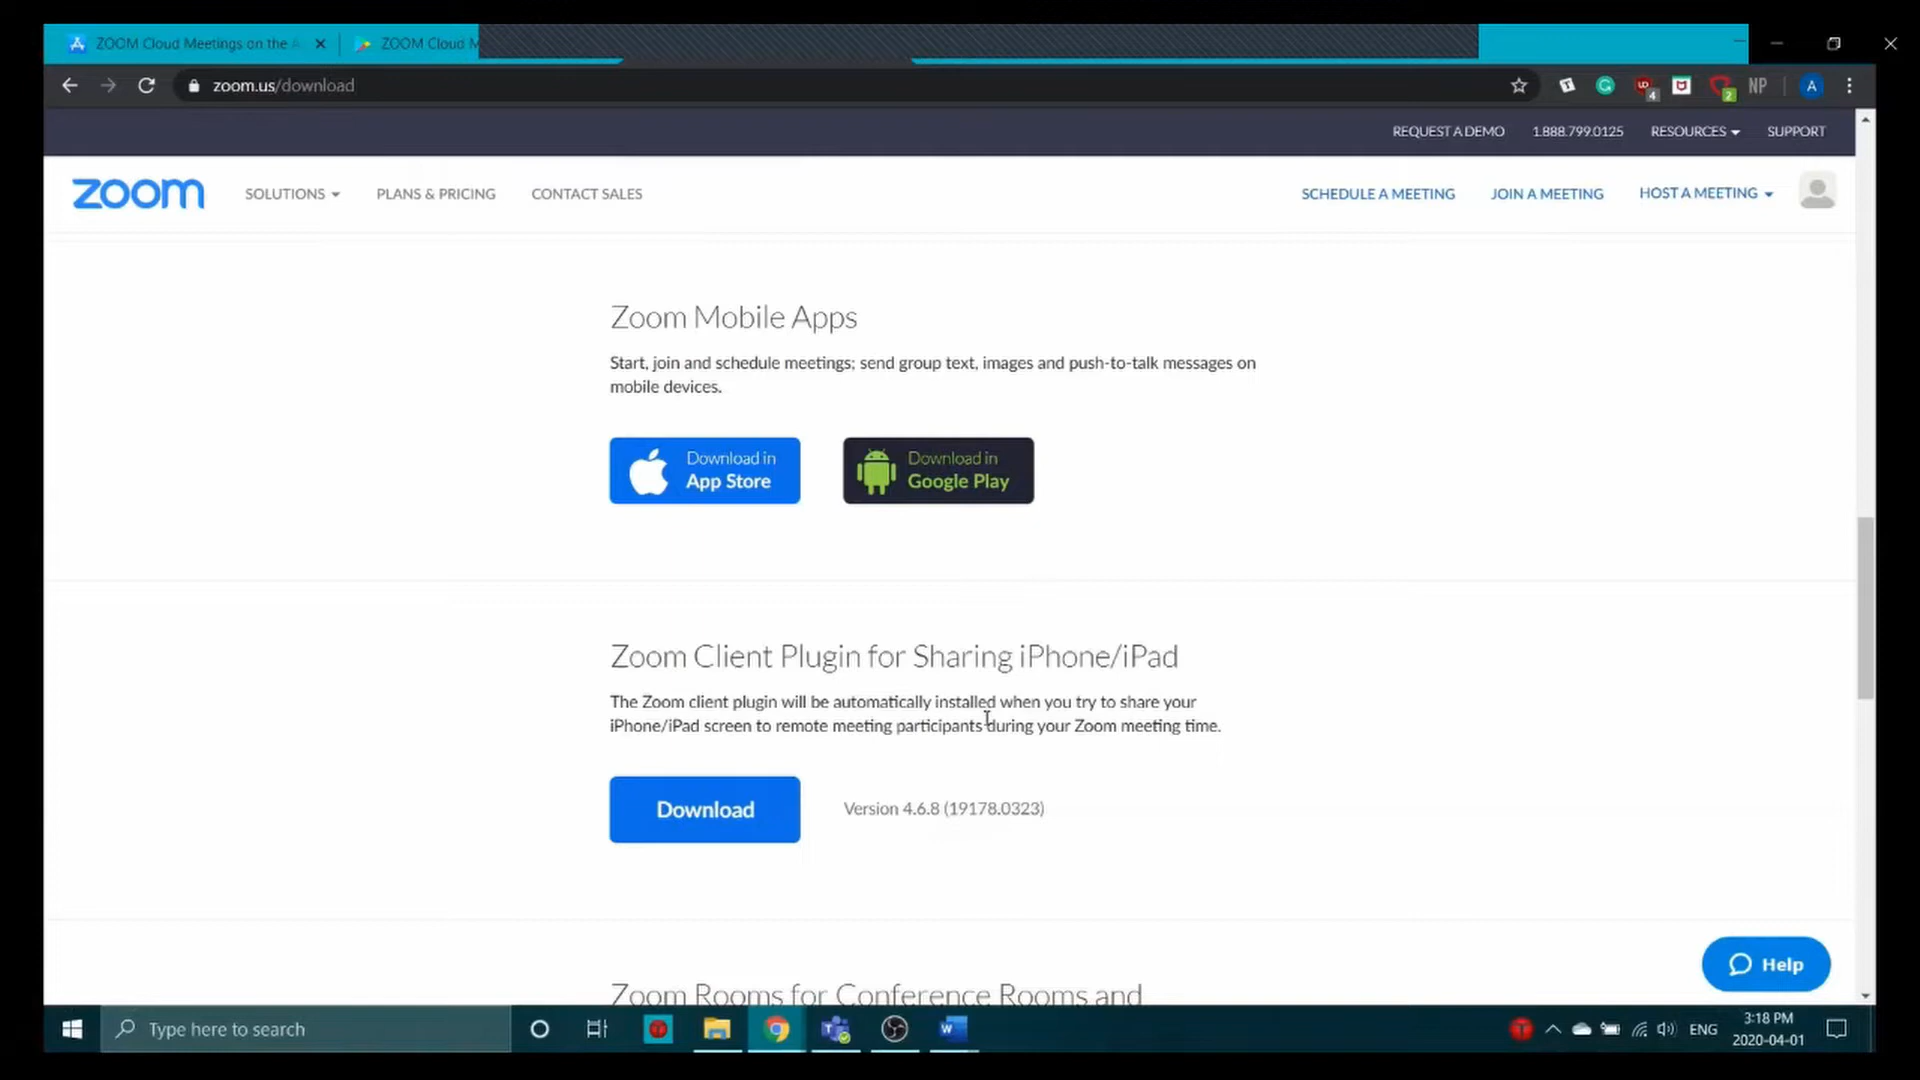 ZOOM Cloud Meetings on the A
ZOOM Cloud M
zoom.us/download
4
2
NP
A
REQUEST A DEMO
1.888.799.0125
RESOURCES
SUPPORT
zoom
SOLUTIONS
PLANS & PRICING
CONTACT SALES
SCHEDULE A MEETING
JOIN A MEETING
HOST A MEETING
Zoom Mobile Apps
Start, join and schedule meetings; send group text, images and push-to-talk messages on
mobile devices.
Download in
App Store
Download in
Google Play
Zoom Client Plugin for Sharing iPhone/iPad
The Zoom client plugin will be automatically installed when you try to share your
iPhone/iPad screen to remote meeting participants during your Zoom meeting time.
Download
Version 4.6.8 (19178.0323)
Zoom Rooms for Conference Rooms and
Help
Type here to search
ENG
3:18 PM
2020-04-01